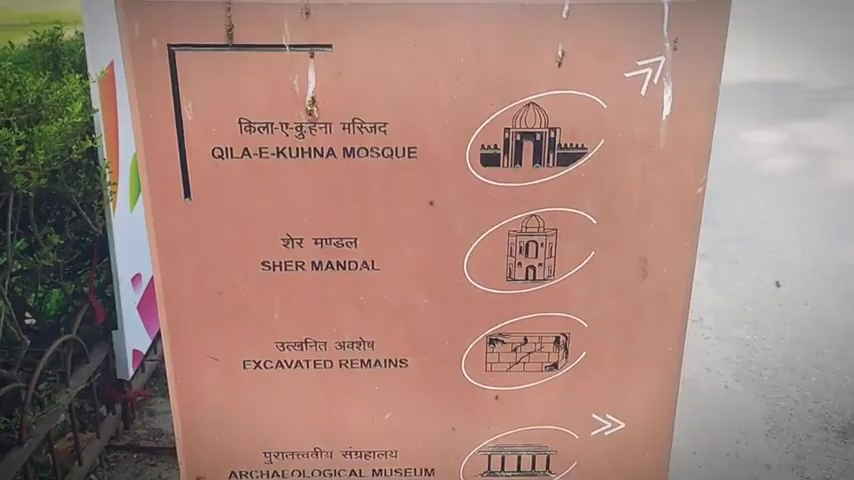 किला-ए-कुहना मस्जिद
QILA-E-KUHNA MOSQUE
शेर मण्डल
SHER MANDAL
उत्खनित अवशेष
EXCAVATED REMAINS
पुरातत्त्ववीय संग्रहालय
ARCHAEOLOGICAL MUSEUM